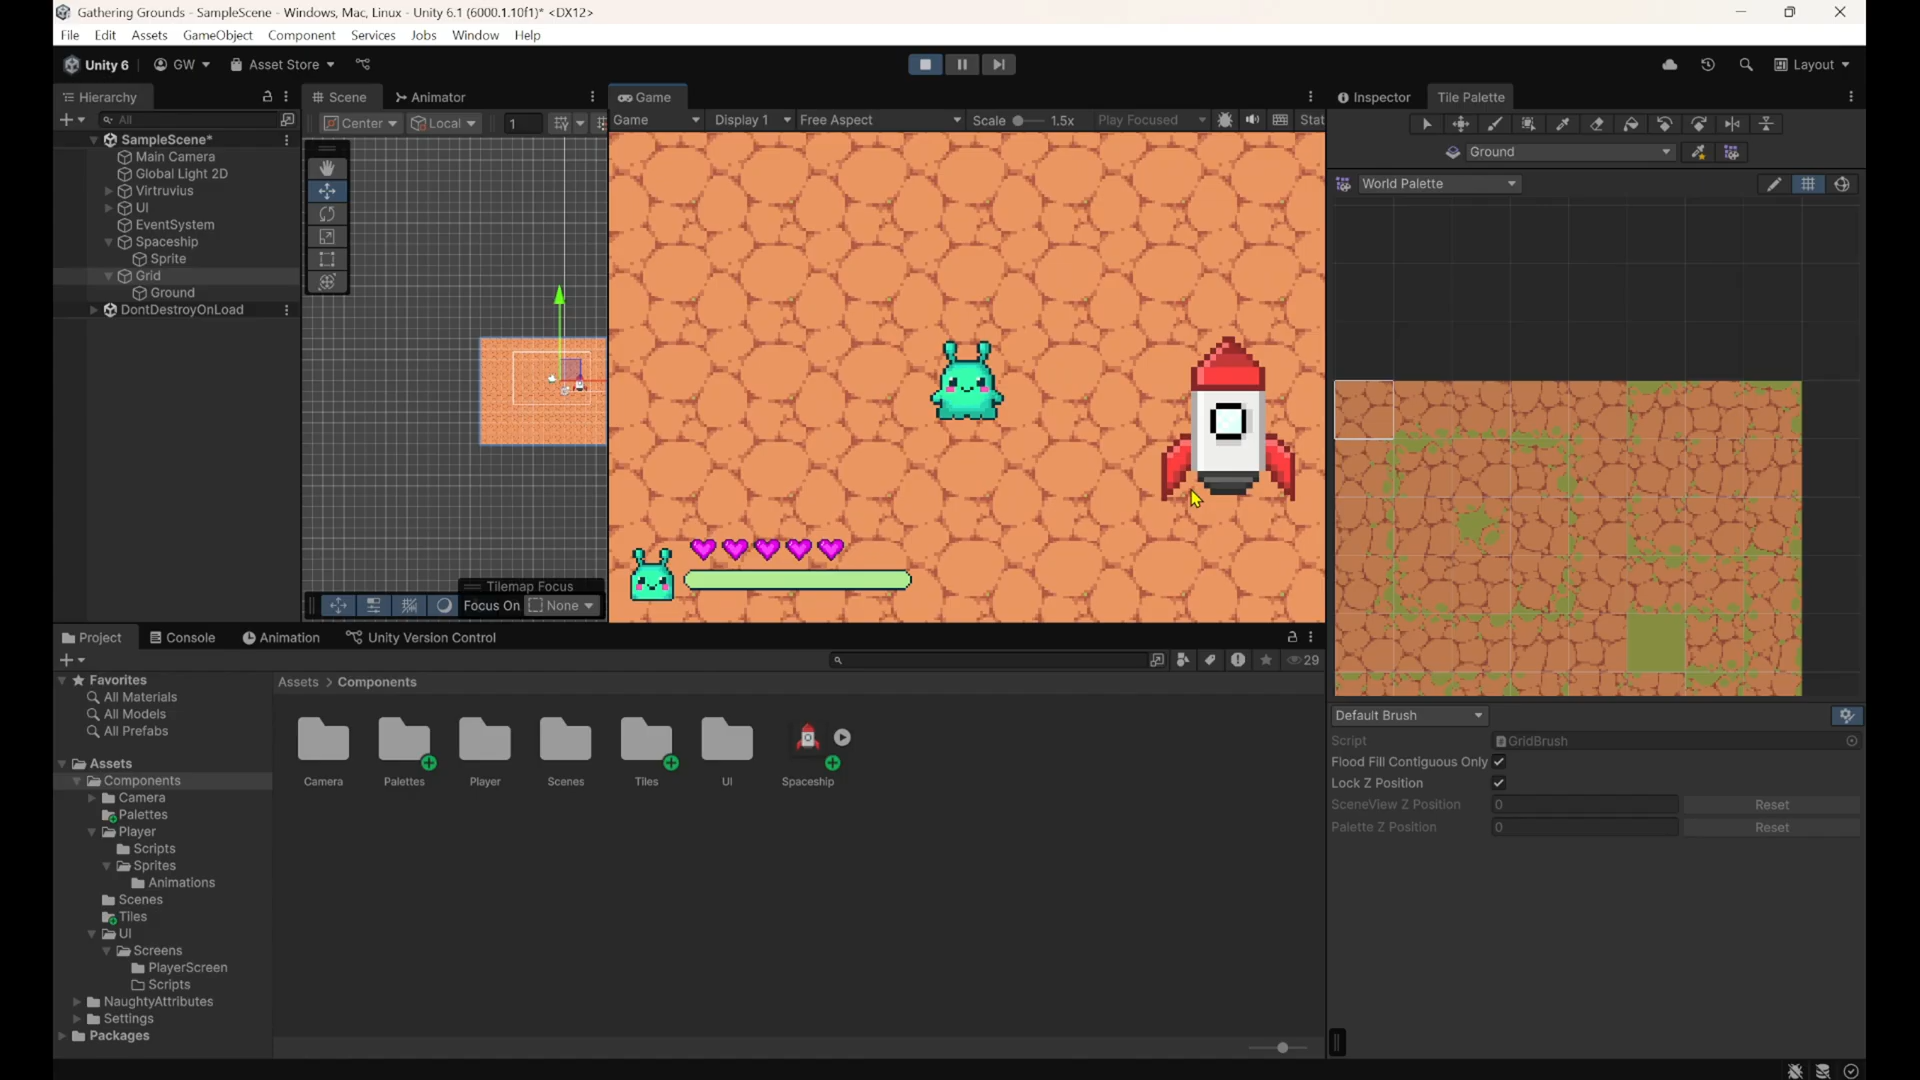 Gathering Grounds - SampleScene - Windows, Mac, Linux - Unity 6.1 (6000.1.10f1)* <DX12>
File Edit Assets GameObject Component Services Jobs Window Help
Unity 6 GW Asset Store Layout
Hierarchy Scene Animator Game Inspector Tile Palette
All Center Local 1 Game Display 1 Free Aspect Scale 1.5x Play Focused Stat
SampleScene*
Main Camera
Global Light 2D
Virtruvius
UI
EventSystem
Spaceship
Sprite
Grid
Ground
DontDestroyOnLoad
Tilemap Focus
Focus On None
Ground
World Palette
Default Brush
Script GridBrush
Flood Fill Contiguous Only
Lock Z Position
SceneView Z Position 0 Reset
Palette Z Position 0 Reset
Project Console Animation Unity Version Control
29
Favorites
All Materials
All Models
All Prefabs
Assets
Components
Camera
Palettes
Player
Scripts
Sprites
Animations
Scenes
Tiles
UI
Screens
PlayerScreen
Scripts
NaughtyAttributes
Settings
Packages
Assets > Components
Camera Palettes Player Scenes Tiles UI Spaceship